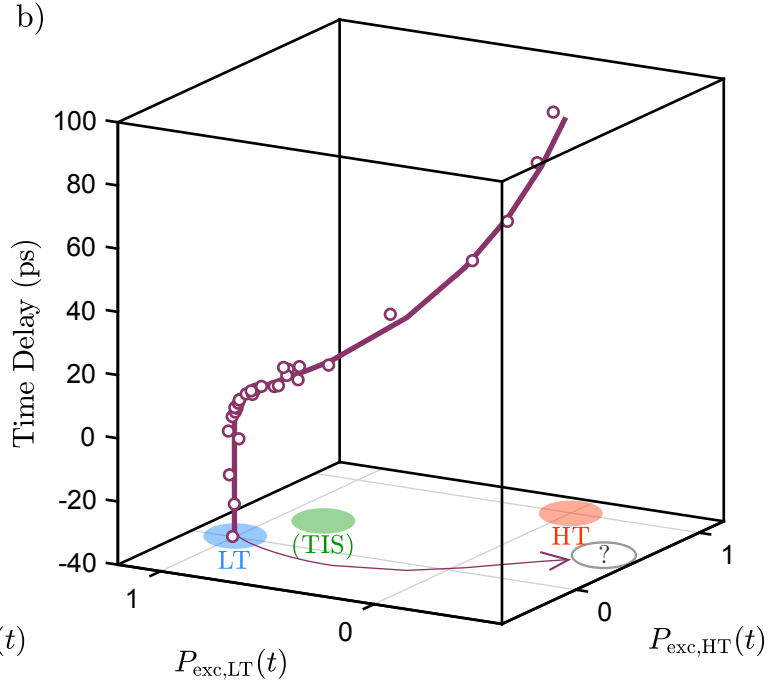 b)
100
80
60
40
20
0
-20
-40
Time Delay (ps)
LT
(TIS)
HT
?
1
0
0
1
(t)
P_exc,LT(t)
P_exc,HT(t)